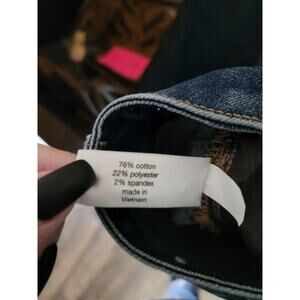 76% cotton
22% polyester
2% spandex
made in
Vietnam